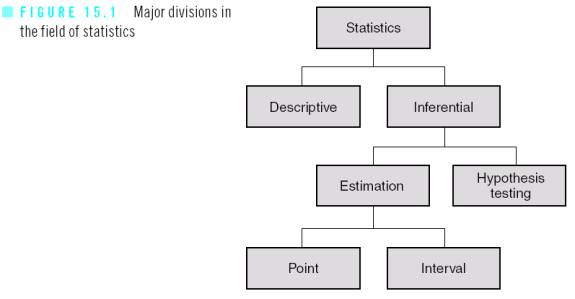 FIGURE 15.1 Major divisions in
the field of statistics
Statistics
Descriptive
Inferential
Estimation
Hypothesis
testing
Point
Interval